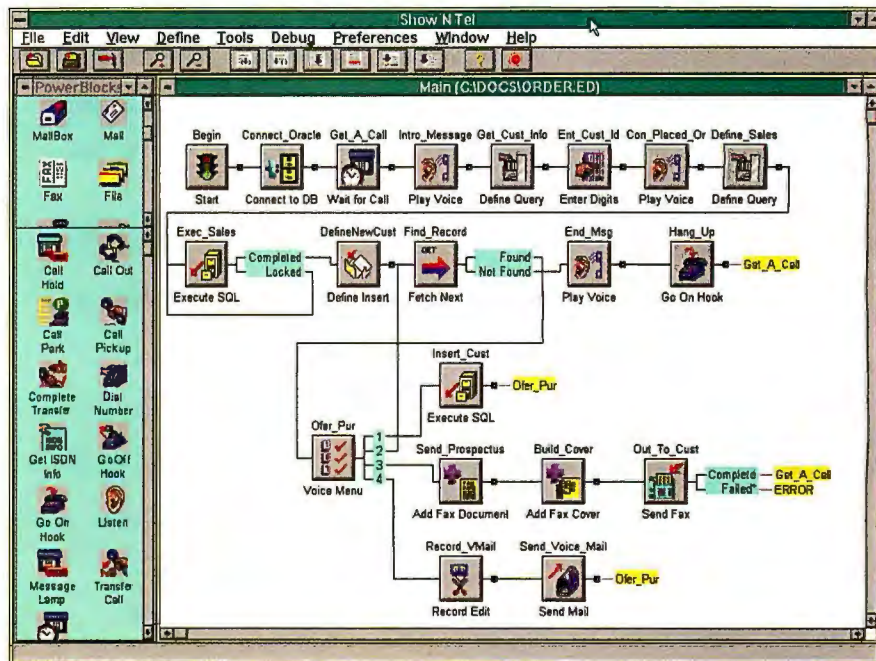 Show N Tel
File Edit View Define Tools Debug Preferences Window Help
PowerBlocks
Main (C:\DOCS\ORDER.ED)
MailBox Mail
Fax File
Call Hold
Call Out
Call Park
Call Pickup
Complete Transfer
Dial Number
Get ISDN Info
Go Off Hook
Go On Hook
Listen
Message Lamp
Transfer Call
Begin Connect_Oracle Get_A_Call Intro_Message Get_Cust_Info Ent_Cust_Id Con_Placed_Or Define_Sales
Start Connect to DB Wait for Call Play Voice Define Query Enter Digits Play Voice Define Query
Exec_Sales DefineNewCust Find_Record End_Msg Hang_Up
Completed
Locked
GET
Found
Not Found
Get_A_Call
Execute SQL Define Insert Fetch Next Play Voice Go On Hook
Insert_Cust
Ofer_Pur
Execute SQL
Ofer_Pur
1
2
3
4
Voice Menu
Send_Prospectus Build_Cover Out_To_Cust
Complete
Failed*
Get_A_Call
ERROR
Add Fax Document Add Fax Cover Send Fax
Record_VMail Send_Voice_Mail
Ofer_Pur
Record Edit Send Mail